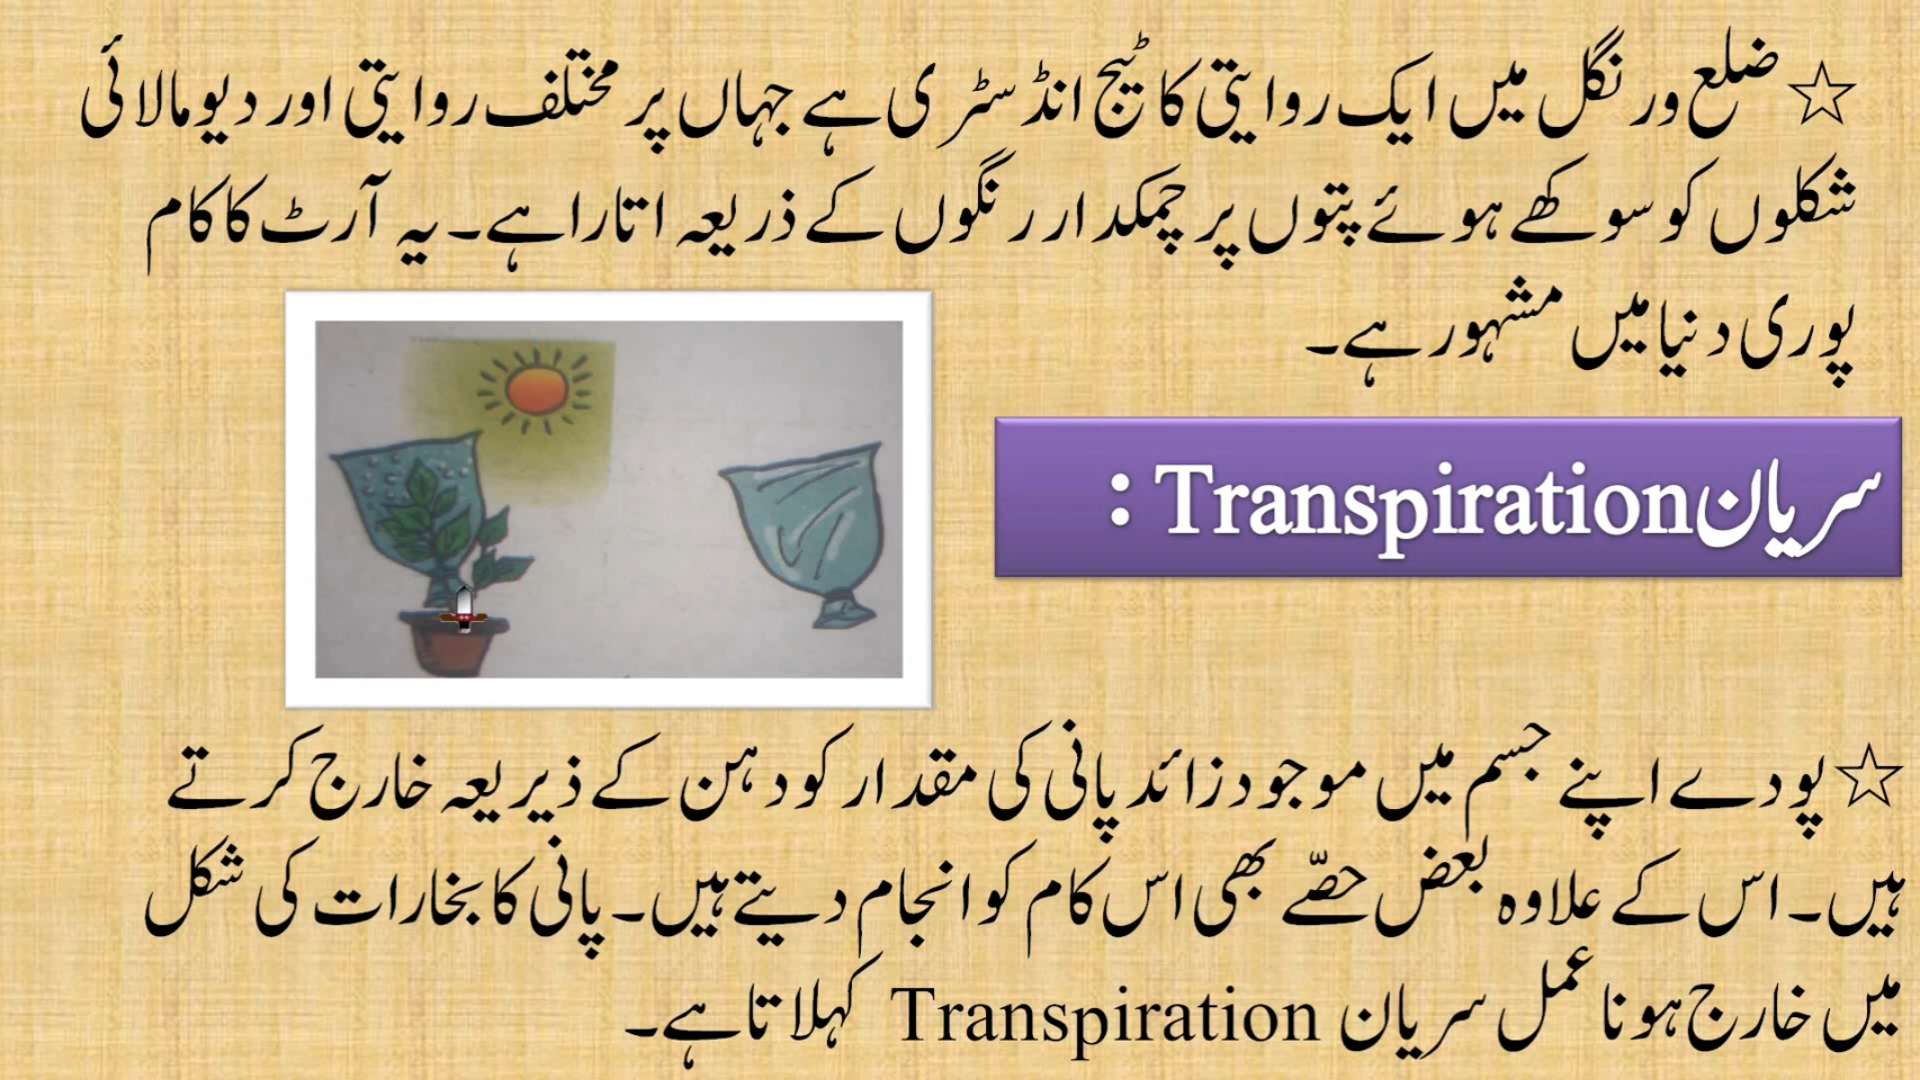 ☆ ضلع ورنگل میں ایک روایتی کاٹیج انڈسٹری ہے جہاں پر مختلف روایتی اور دیومالائی
شکلوں کو سوکھے ہوئے پتوں پر چمکدار رنگوں کے ذریعہ اتارا ہے۔ یہ آرٹ کا کام
پوری دنیا میں مشہور ہے۔
سریان Transpiration :
☆ پودے اپنے جسم میں موجود زائد پانی کی مقدار کو دہن کے ذیریعہ خارج کرتے
ہیں۔ اس کے علاوہ بعض حصّے بھی اس کام کو انجام دیتے ہیں۔ پانی کا بخارات کی شکل
میں خارج ہونا عمل سریان Transpiration کہلاتا ہے۔